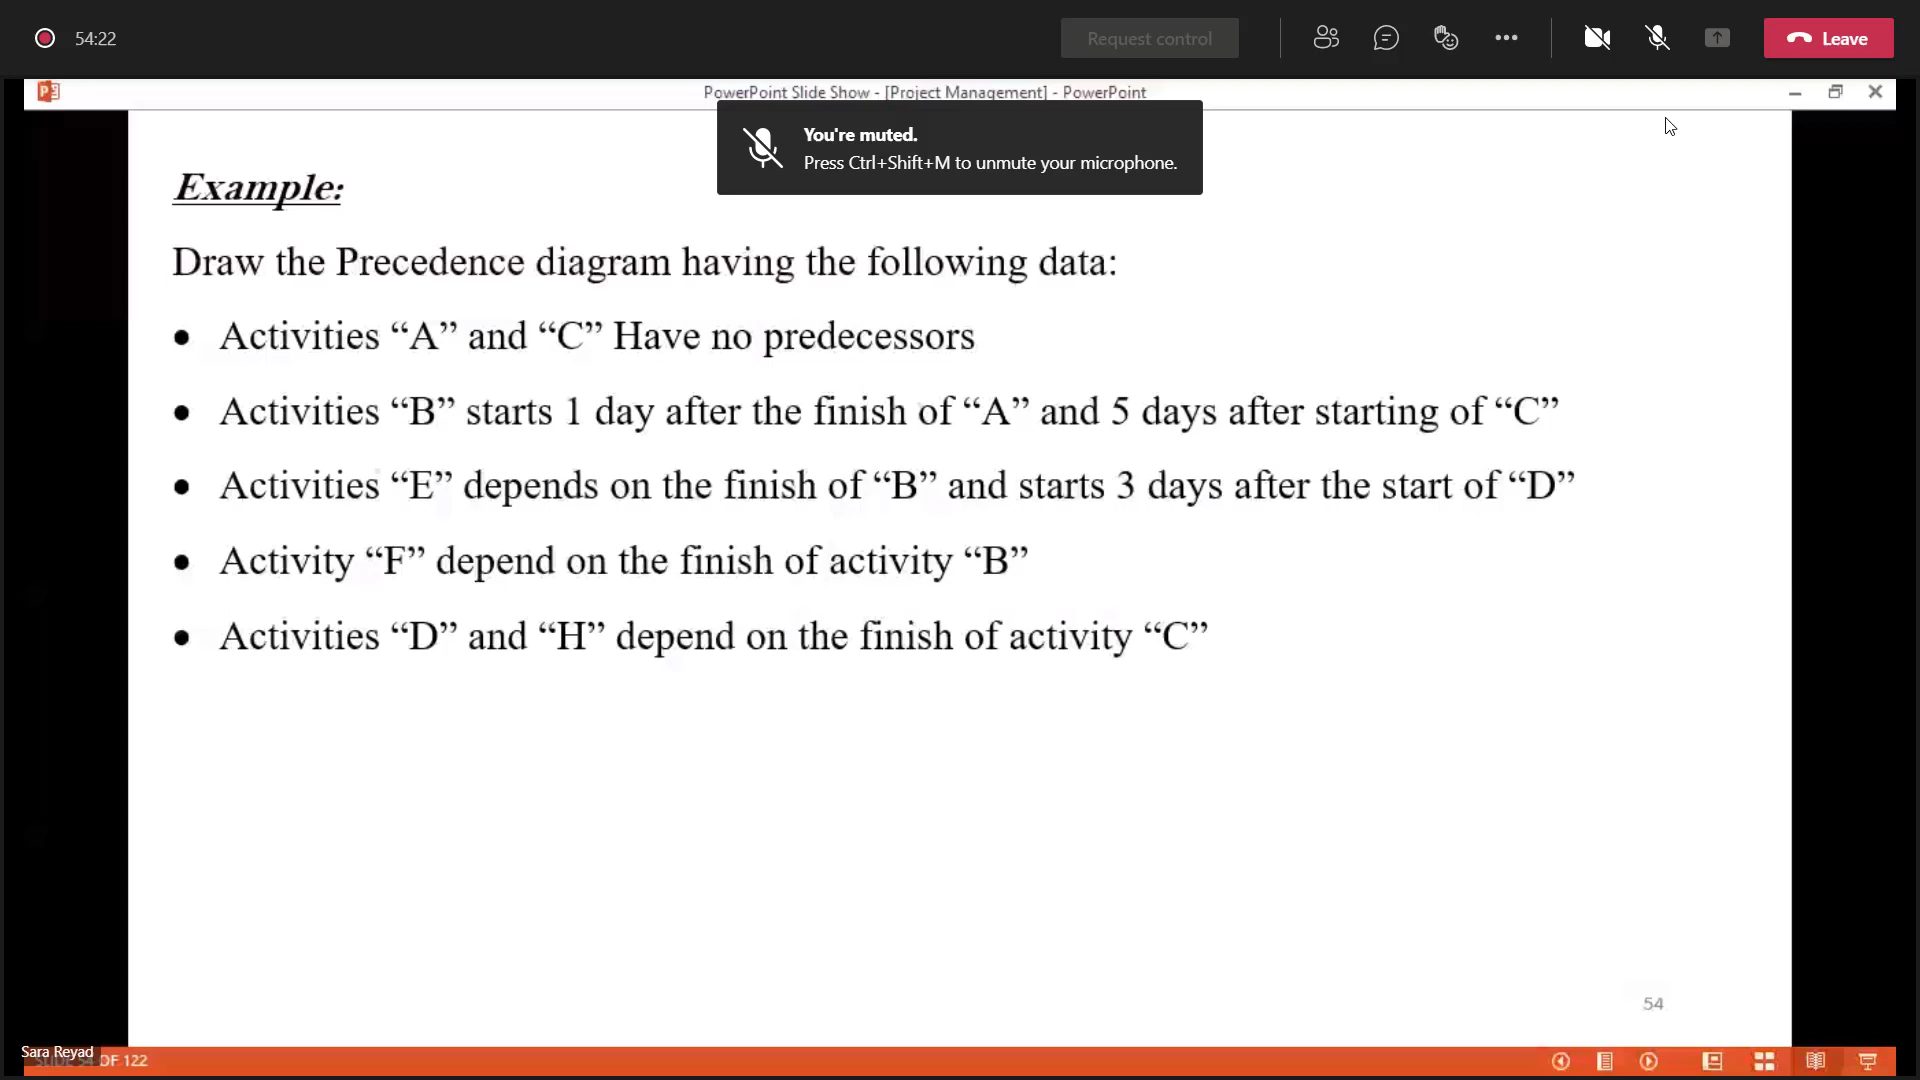 54:22
Request control
Leave
PowerPoint Slide Show - [Project Management] - PowerPoint
You're muted.
Press Ctrl+Shift+M to unmute your microphone.
Example:
Draw the Precedence diagram having the following data:
• Activities “A” and “C” Have no predecessors
• Activities “B” starts 1 day after the finish of “A” and 5 days after starting of “C”
• Activities “E” depends on the finish of “B” and starts 3 days after the start of “D”
• Activity “F” depend on the finish of activity “B”
• Activities “D” and “H” depend on the finish of activity “C”
54
Sara Reyad
SLIDE 54 OF 122